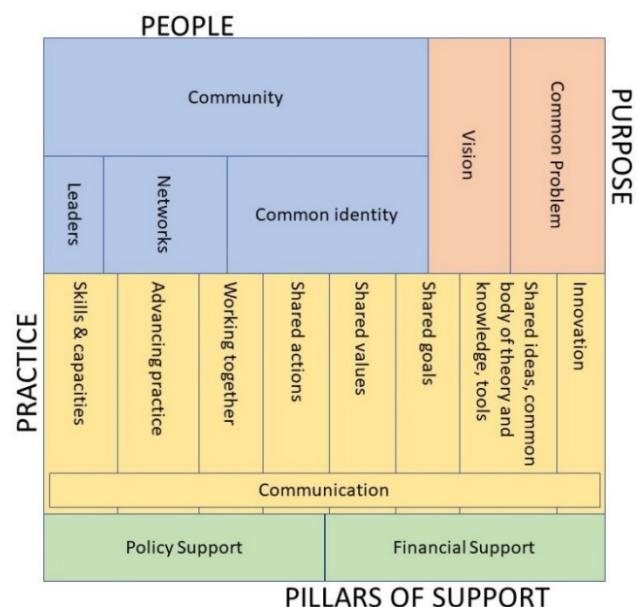 PEOPLE
Community
Vision
Common Problem
PURPOSE
Leaders
Networks
Common identity
PRACTICE
Skills & capacities
Advancing practice
Working together
Shared actions
Shared values
Shared goals
Shared ideas, common
body of theory and
knowledge, tools
Innovation
Communication
Policy Support
Financial Support
PILLARS OF SUPPORT